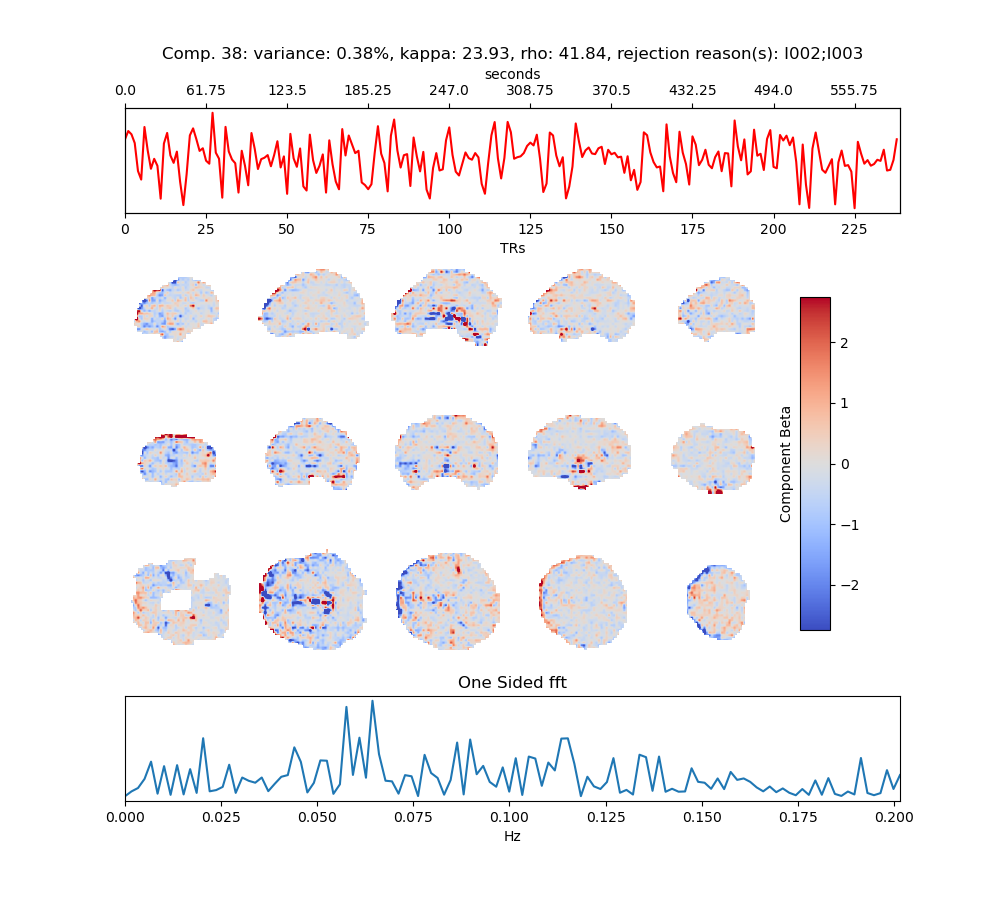 Comp. 38: variance: 0.38%, kappa: 23.93, rho: 41.84, rejection reason(s): I002;I003
seconds
0.0 61.75 123.5 185.25 247.0 308.75 370.5 432.25 494.0 555.75
0 25 50 75 100 125 150 175 200 225
TRs
2
1
0
−1
−2
Component Beta
One Sided fft
0.000 0.025 0.050 0.075 0.100 0.125 0.150 0.175 0.200
Hz